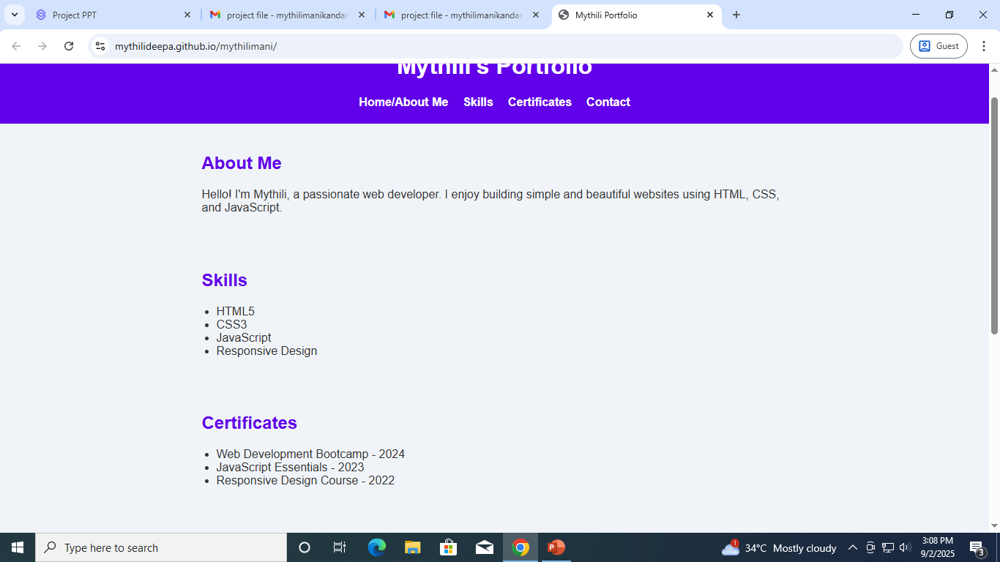 Project PPT
project file - mythilimanikandan
project file - mythilimanikandan
Mythili Portfolio
mythilideepa.github.io/mythilimani/
Guest
Mythili's Portfolio
Home/About Me Skills Certificates Contact
About Me
Hello! I'm Mythili, a passionate web developer. I enjoy building simple and beautiful websites using HTML, CSS,
and JavaScript.
Skills
• HTML5
• CSS3
• JavaScript
• Responsive Design
Certificates
• Web Development Bootcamp - 2024
• JavaScript Essentials - 2023
• Responsive Design Course - 2022
Type here to search
1
34°C Mostly cloudy
3:08 PM
9/2/2025
3